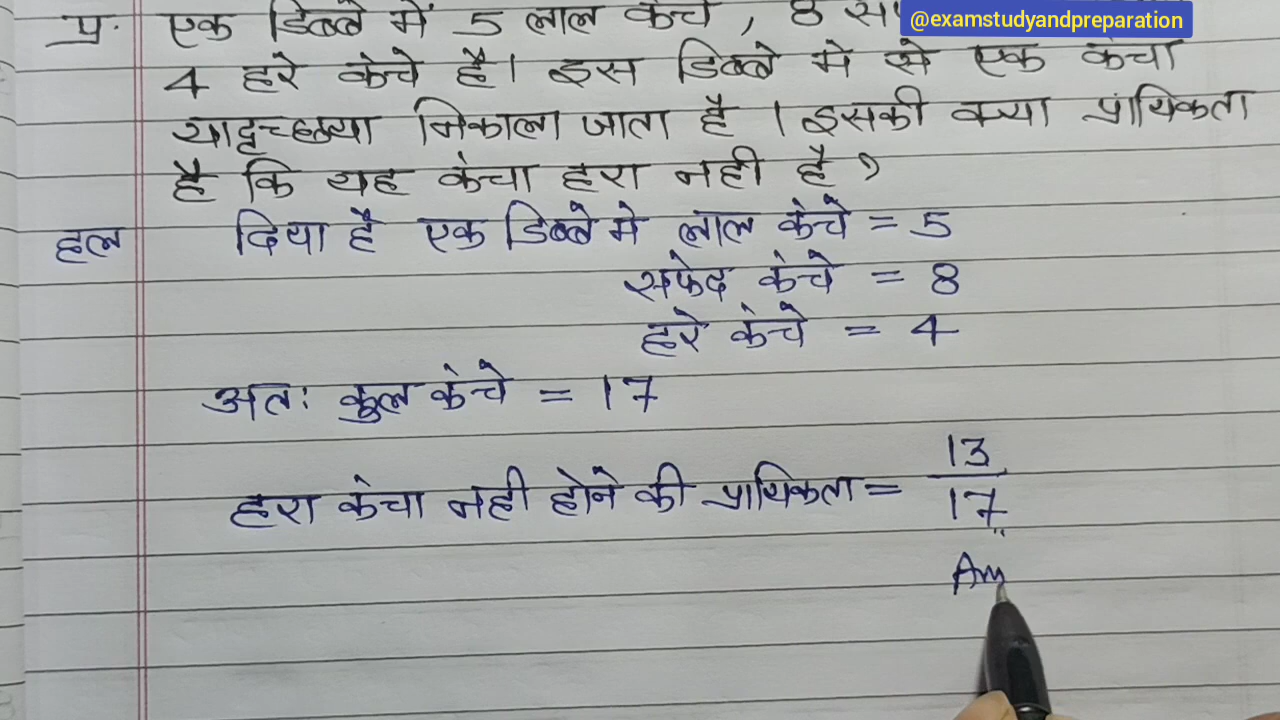 प्र. एक डिब्बे में 5 लाल कंचे, 8
@examstudyandpreparation
4 हरे कंचे है। इस डिब्बे मे से एक कंचा
यादृच्छया निकाला जाता है। इसकी क्या प्रायिकता
है कि यह कंचा हरा नही है?
हल दिया है एक डिब्बे मे लाल कंचे = 5
सफेद कंचे = 8
हरे कंचे = 4
अतः कुल कंचे = 17
हरा कंचा नही होने की प्रायिकता = 13/17
Ans